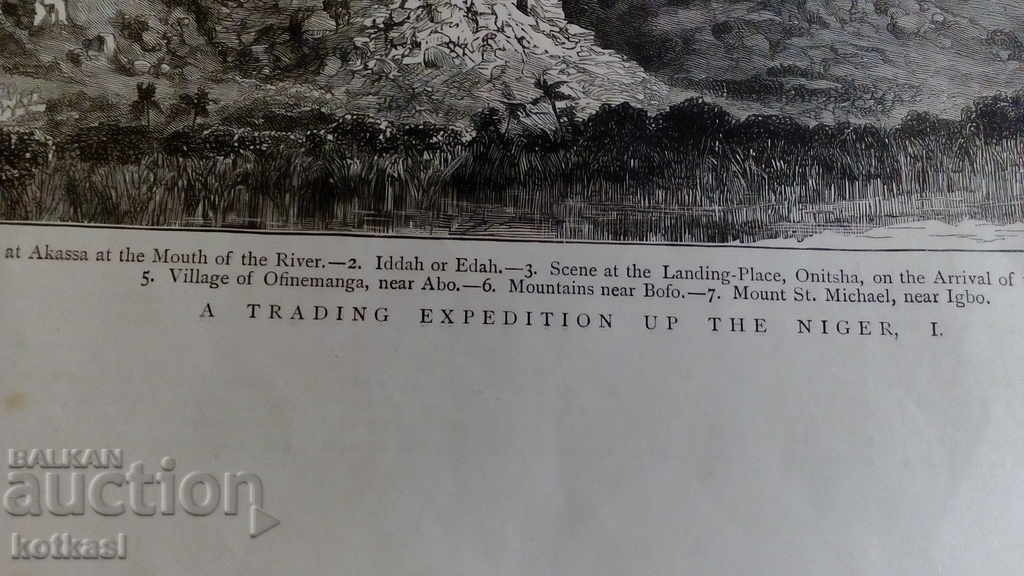 at Akassa at the Mouth of the River.—2. Iddah or Edah.—3. Scene at the Landing-Place, Onitsha, on the Arrival of
5. Village of Ofinemanga, near Abo.—6. Mountains near Bofo.—7. Mount St. Michael, near Igbo.
A TRADING EXPEDITION UP THE NIGER, I.
BALKAN
auction
kotkasl